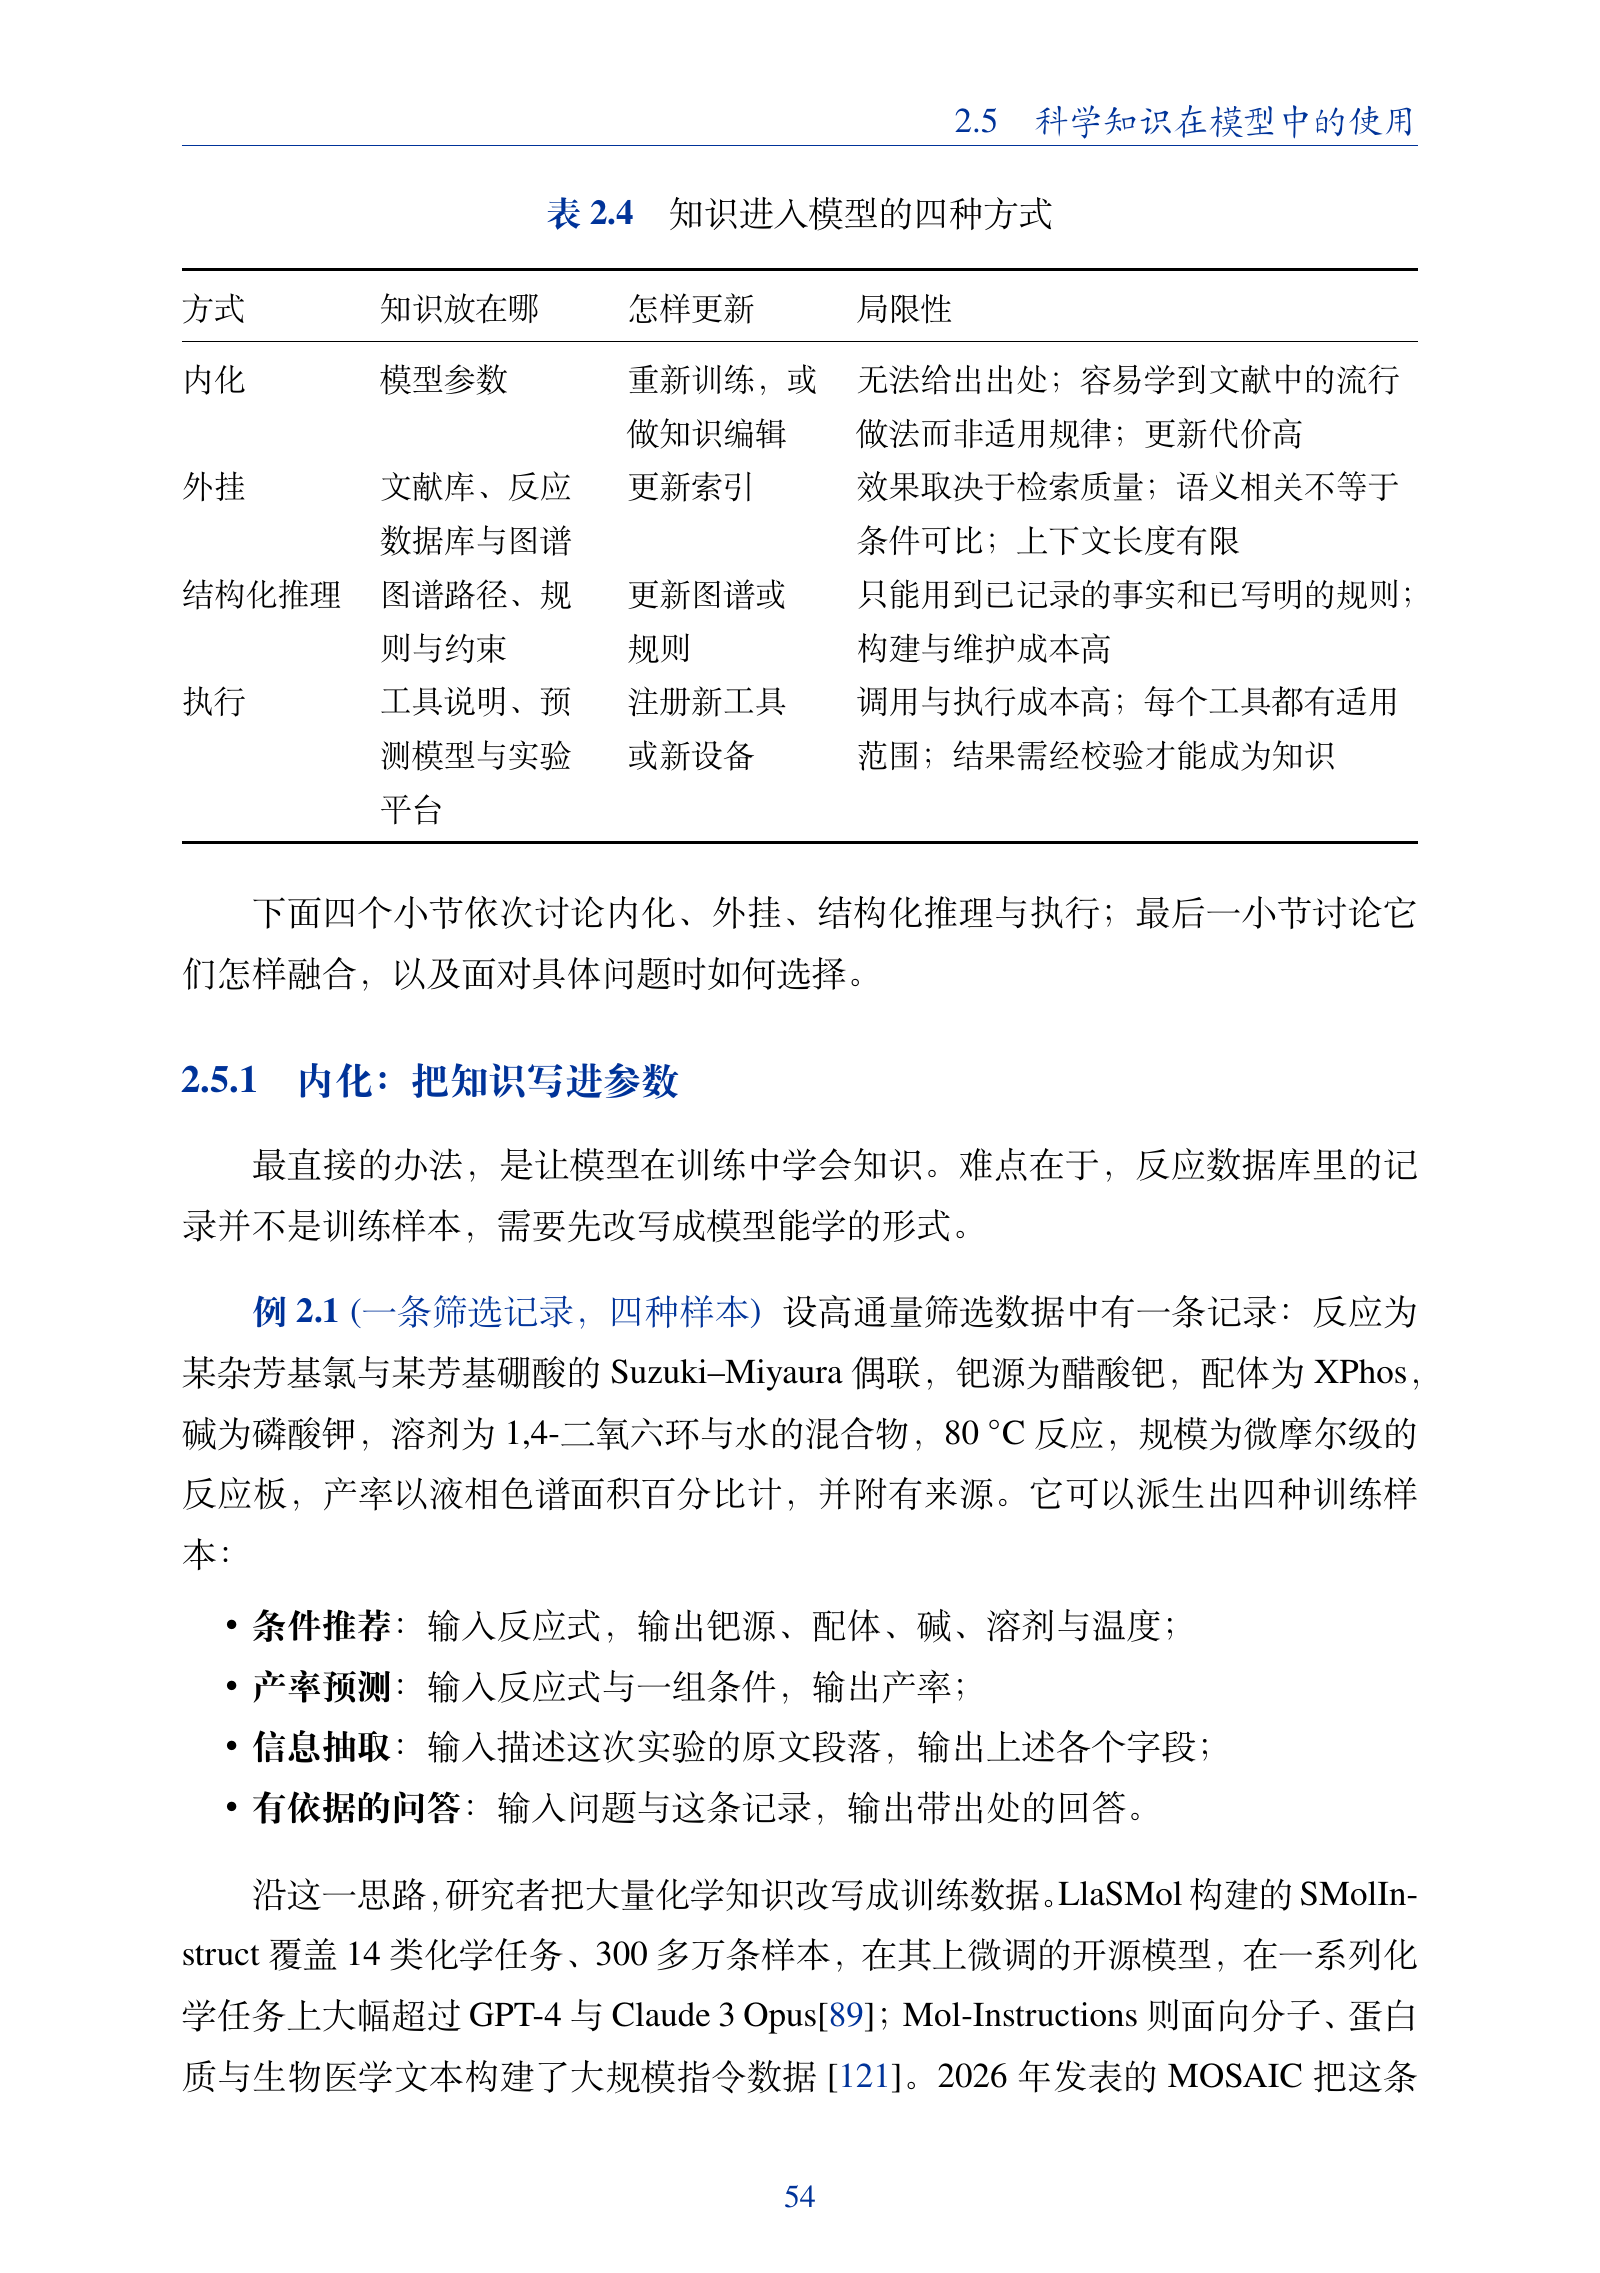 2.5 科学知识在模型中的使用
表 2.4 知识进入模型的四种方式
方式 知识放在哪 怎样更新 局限性
内化 模型参数 重新训练，或 无法给出出处；容易学到文献中的流行
做知识编辑 做法而非适用规律；更新代价高
外挂 文献库、反应 更新索引 效果取决于检索质量；语义相关不等于
数据库与图谱 条件可比；上下文长度有限
结构化推理 图谱路径、规 更新图谱或 只能用到已记录的事实和已写明的规则；
则与约束 规则 构建与维护成本高
执行 工具说明、预 注册新工具 调用与执行成本高；每个工具都有适用
测模型与实验 或新设备 范围；结果需经校验才能成为知识
平台
下面四个小节依次讨论内化、外挂、结构化推理与执行；最后一小节讨论它
们怎样融合，以及面对具体问题时如何选择。
2.5.1 内化：把知识写进参数
最直接的办法，是让模型在训练中学会知识。难点在于，反应数据库里的记
录并不是训练样本，需要先改写成模型能学的形式。
例 2.1 (一条筛选记录，四种样本) 设高通量筛选数据中有一条记录：反应为
某杂芳基氯与某芳基硼酸的 Suzuki–Miyaura 偶联，钯源为醋酸钯，配体为 XPhos，
碱为磷酸钾，溶剂为 1,4-二氧六环与水的混合物，80 °C 反应，规模为微摩尔级的
反应板，产率以液相色谱面积百分比计，并附有来源。它可以派生出四种训练样
本：
• 条件推荐：输入反应式，输出钯源、配体、碱、溶剂与温度；
• 产率预测：输入反应式与一组条件，输出产率；
• 信息抽取：输入描述这次实验的原文段落，输出上述各个字段；
• 有依据的问答：输入问题与这条记录，输出带出处的回答。
沿这一思路，研究者把大量化学知识改写成训练数据。LlaSMol 构建的 SMolIn-
struct 覆盖 14 类化学任务、300 多万条样本，在其上微调的开源模型，在一系列化
学任务上大幅超过 GPT-4 与 Claude 3 Opus[89]；Mol-Instructions 则面向分子、蛋白
质与生物医学文本构建了大规模指令数据 [121]。2026 年发表的 MOSAIC 把这条
54